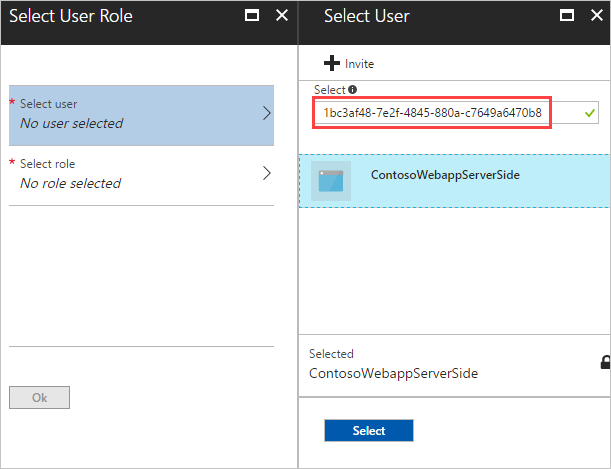 Select User Role
* Select user
No user selected
* Select role
No role selected
Ok
Select User
Invite
Select
1bc3af48-7e2f-4845-880a-c7649a6470b8
ContosoWebappServerSide
Selected
ContosoWebappServerSide
Select